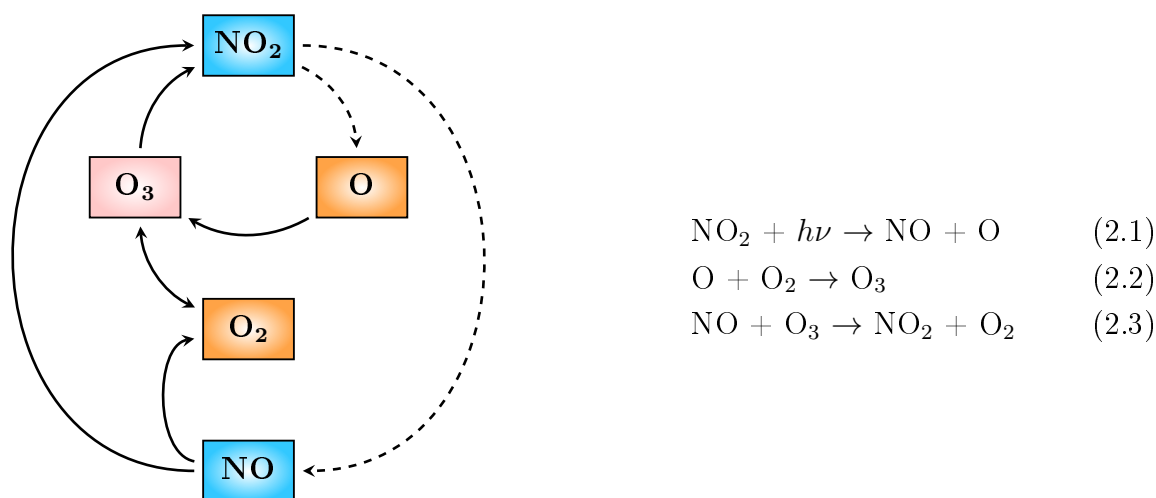 NO₂
O₃
O
O₂
NO
NO₂ + hν → NO + O (2.1)
O + O₂ → O₃ (2.2)
NO + O₃ → NO₂ + O₂ (2.3)